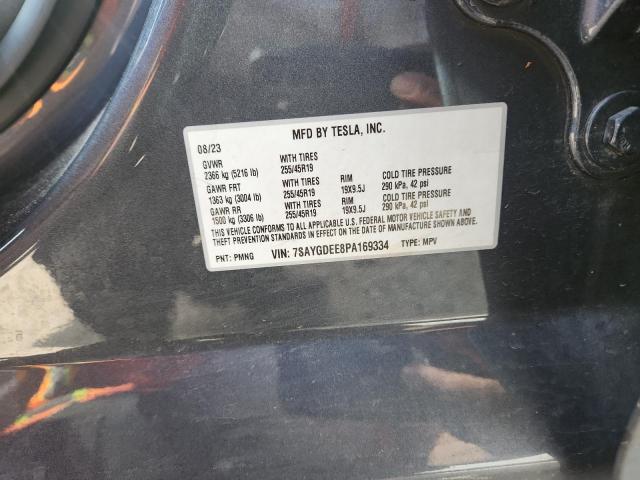 MFD BY TESLA, INC.
08/23
GVWR WITH TIRES
2366 kg (5216 lb) 255/45R19
GAWR FRT WITH TIRES RIM COLD TIRE PRESSURE
1363 kg (3004 lb) 255/45R19 19X9.5J 290 kPa, 42 psi
GAWR RR WITH TIRES RIM COLD TIRE PRESSURE
1500 kg (3306 lb) 255/45R19 19X9.5J 290 kPa, 42 psi
THIS VEHICLE CONFORMS TO ALL APPLICABLE U.S. FEDERAL MOTOR VEHICLE SAFETY AND
THEFT PREVENTION STANDARDS IN EFFECT ON THE DATE OF MANUFACTURE SHOWN ABOVE.
PNT: PMNG VIN: 7SAYGDEE8PA169334 TYPE: MPV